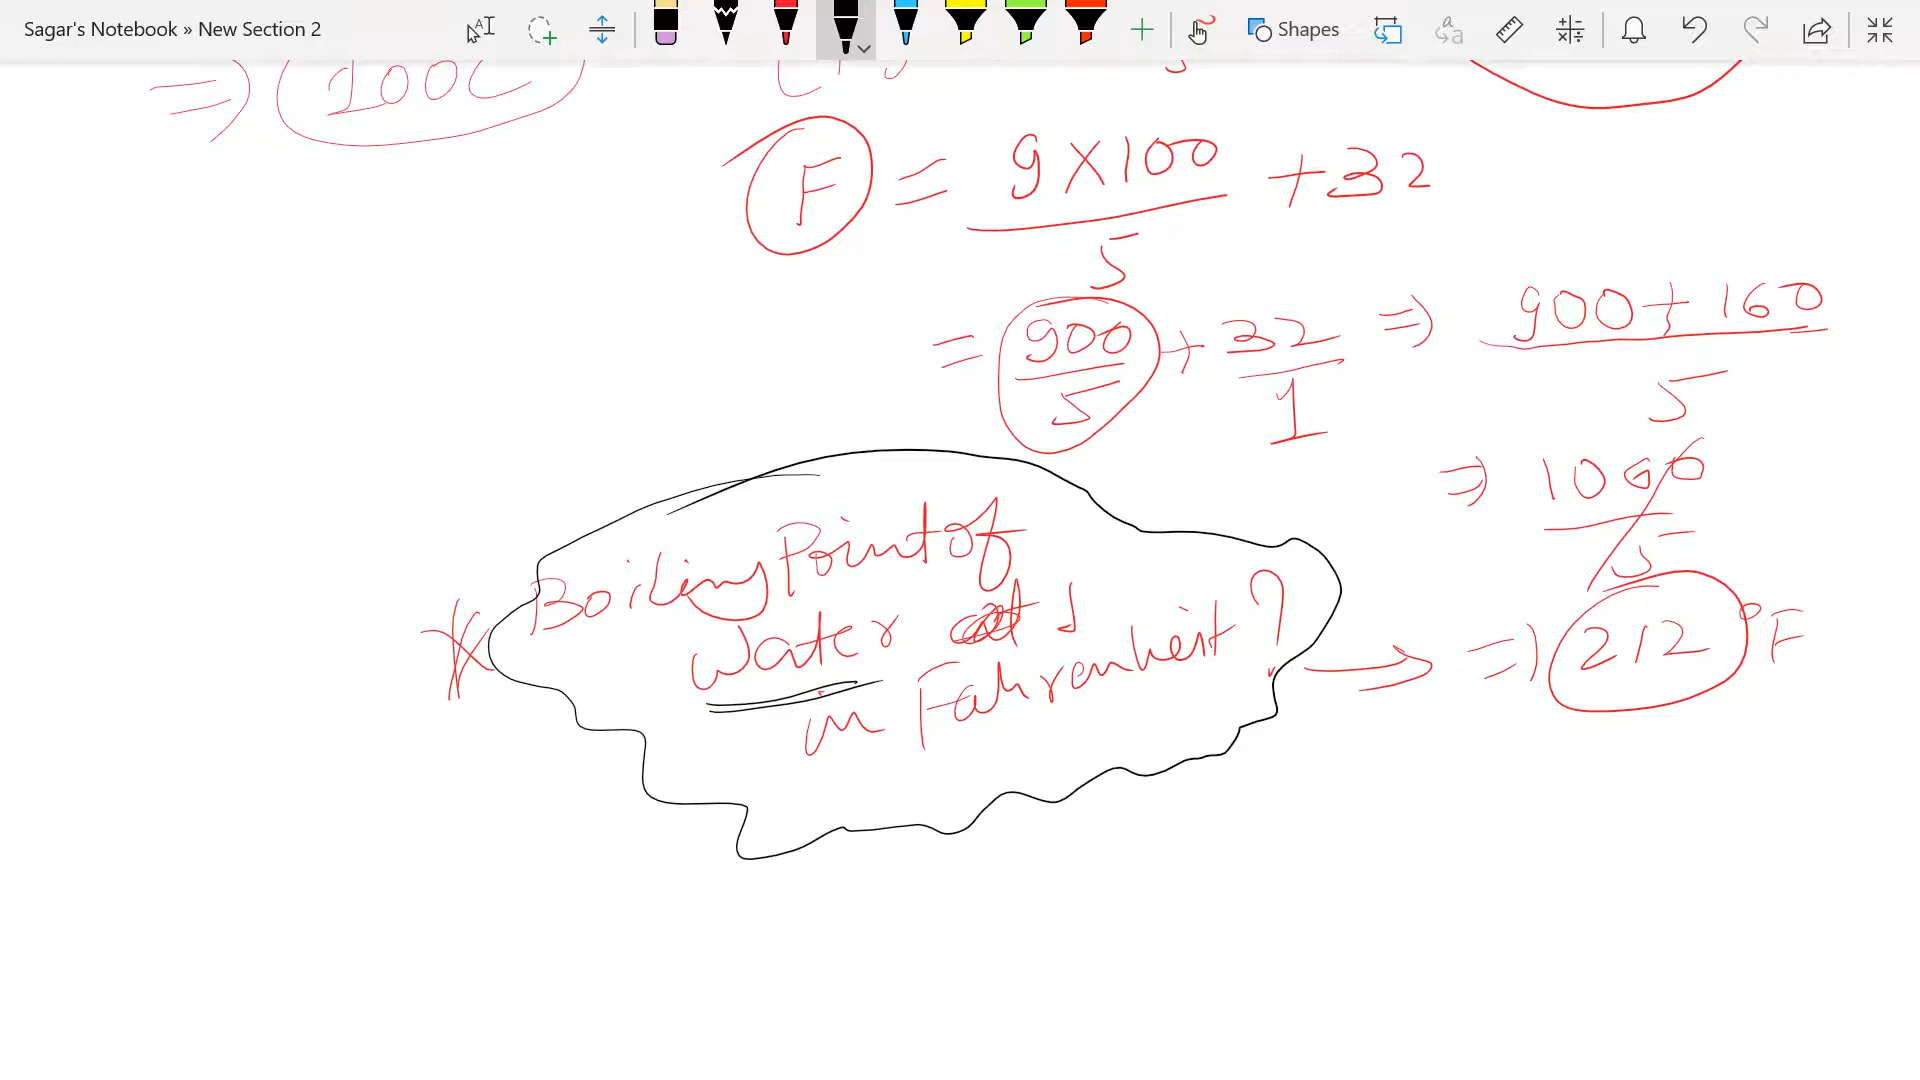 Sagar's Notebook » New Section 2
Shapes
⇒ 100C
F = 9 X 100 / 5 + 32
= 900 / 5 + 32 / 1 ⇒ 900 + 160 / 5
⇒ 1060 / 5
⇒ 212 °F
Boiling Point of
water
in Fahrenheit ?